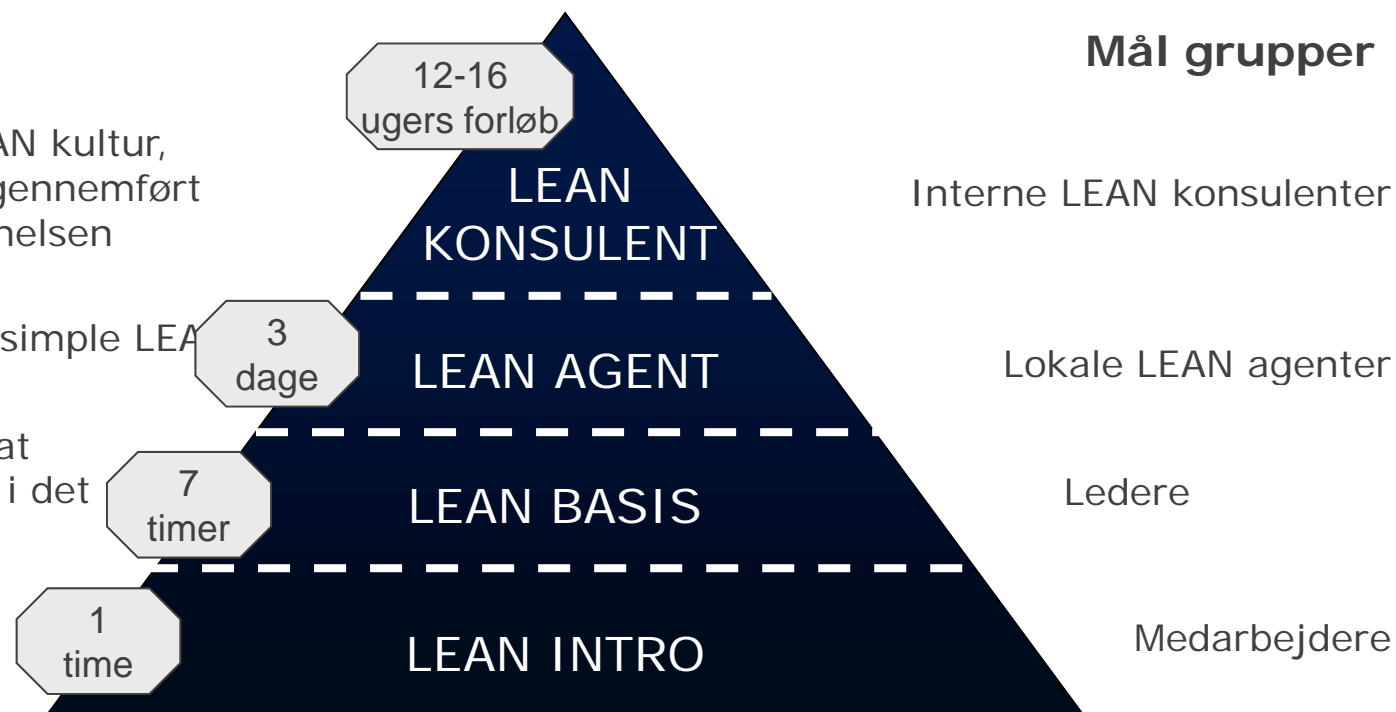 Mål grupper
12-16
ugers forløb
AN kultur,
gennemført
nelsen
LEAN
KONSULENT
Interne LEAN konsulenter
simple LEA
3
dage
LEAN AGENT
Lokale LEAN agenter
at
i det
7
timer
LEAN BASIS
Ledere
1
time
LEAN INTRO
Medarbejdere